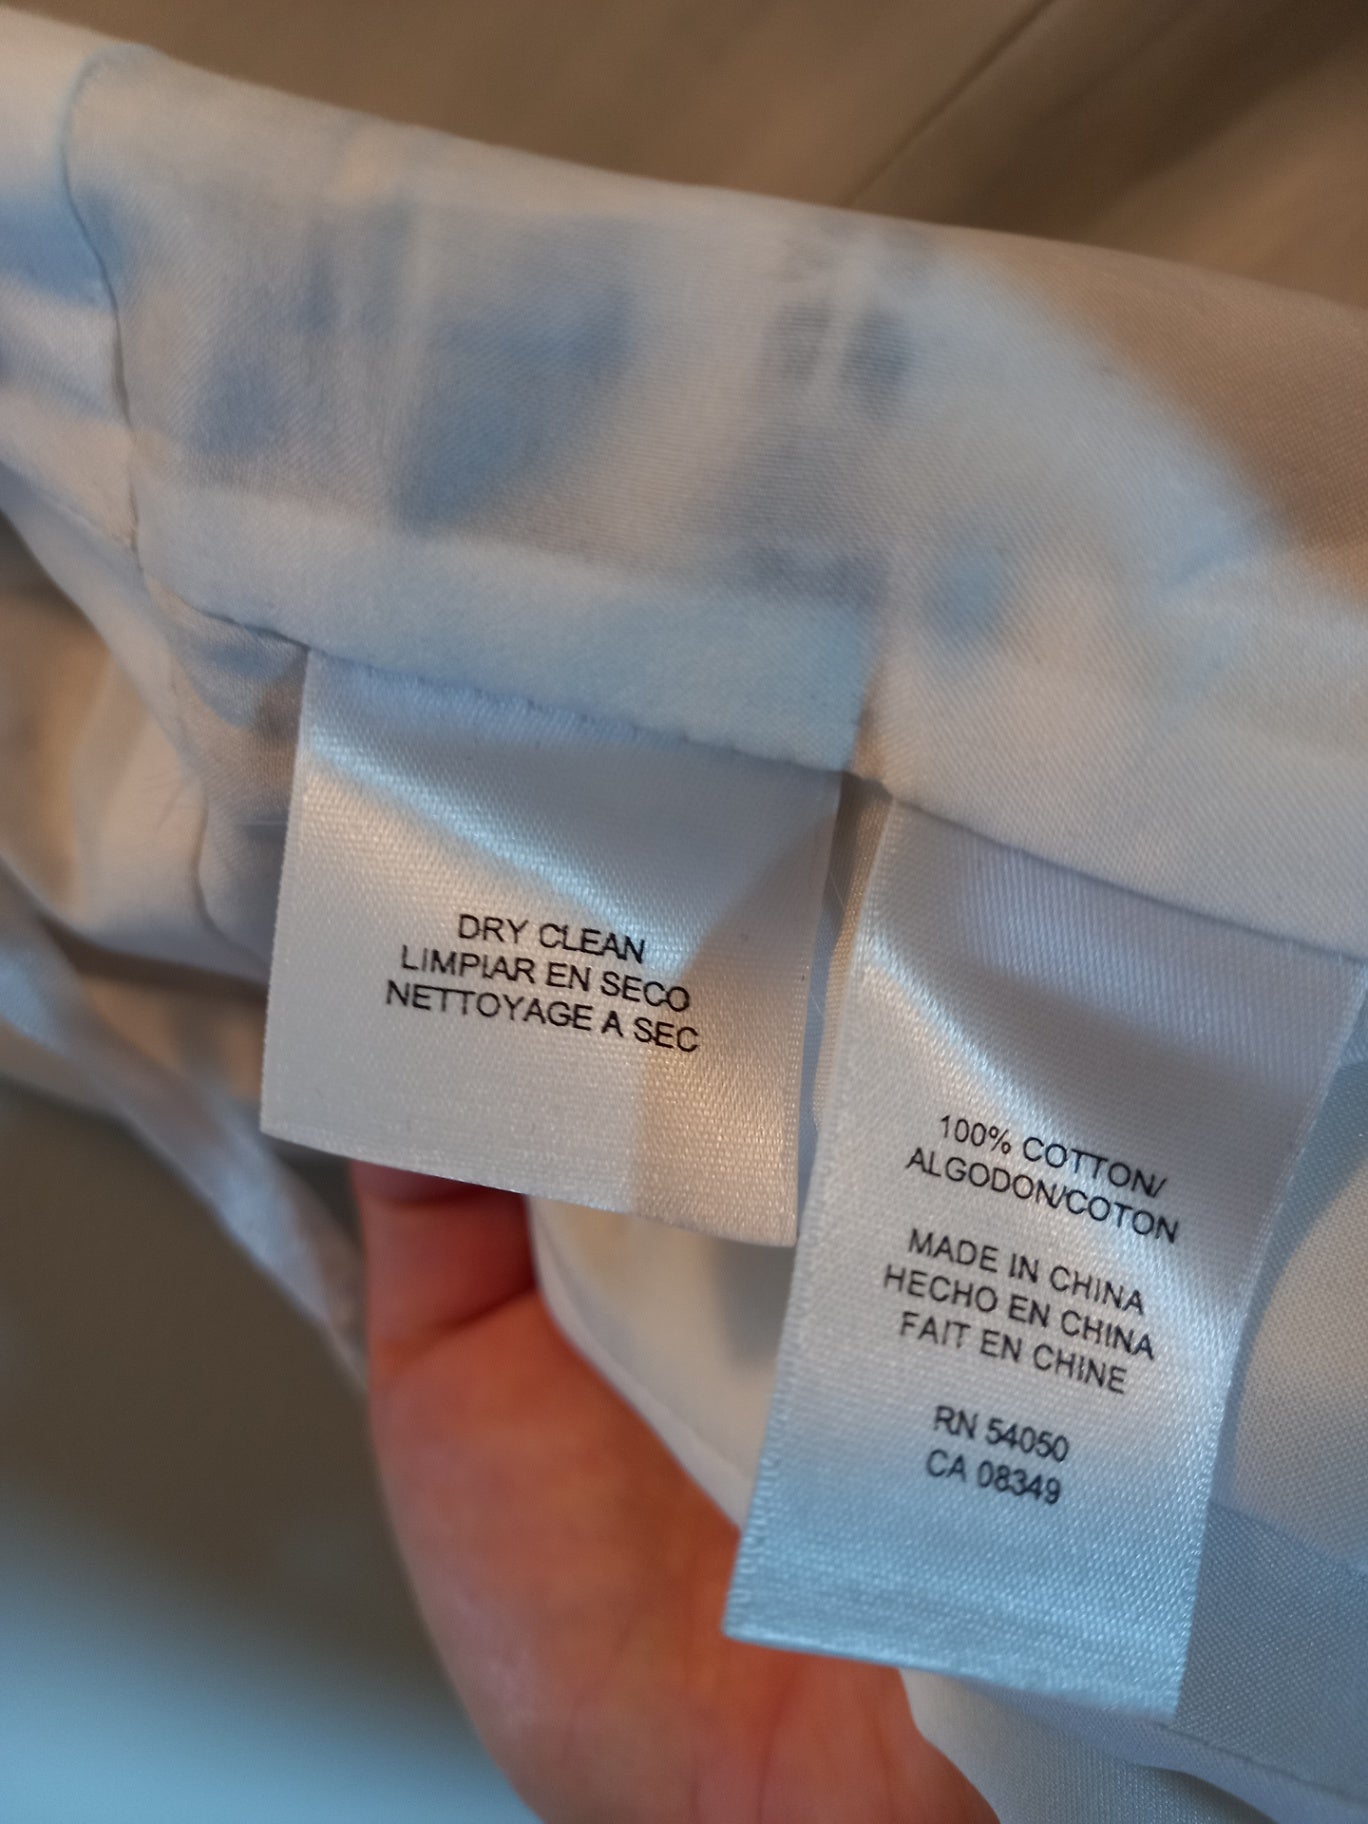 DRY CLEAN
LIMPIAR EN SECO
NETTOYAGE A SEC
100% COTTON/
ALGODON/COTON
MADE IN CHINA
HECHO EN CHINA
FAIT EN CHINE
RN 54050
CA 08349